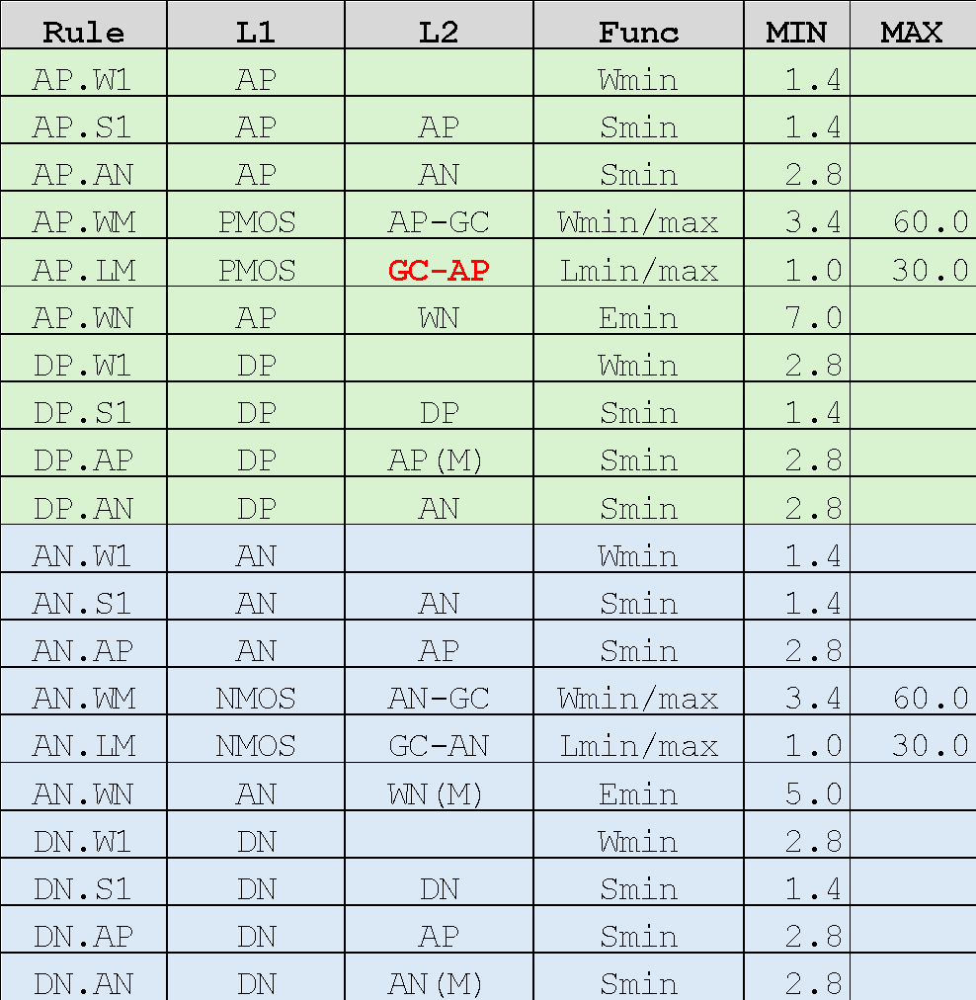 Rule L1 L2 Func MIN MAX
AP.W1 AP Wmin 1.4
AP.S1 AP AP Smin 1.4
AP.AN AP AN Smin 2.8
AP.WM PMOS AP-GC Wmin/max 3.4 60.0
AP.LM PMOS GC-AP Lmin/max 1.0 30.0
AP.WN AP WN Emin 7.0
DP.W1 DP Wmin 2.8
DP.S1 DP DP Smin 1.4
DP.AP DP AP(M) Smin 2.8
DP.AN DP AN Smin 2.8
AN.W1 AN Wmin 1.4
AN.S1 AN AN Smin 1.4
AN.AP AN AP Smin 2.8
AN.WM NMOS AN-GC Wmin/max 3.4 60.0
AN.LM NMOS GC-AN Lmin/max 1.0 30.0
AN.WN AN WN(M) Emin 5.0
DN.W1 DN Wmin 2.8
DN.S1 DN DN Smin 1.4
DN.AP DN AP Smin 2.8
DN.AN DN AN(M) Smin 2.8